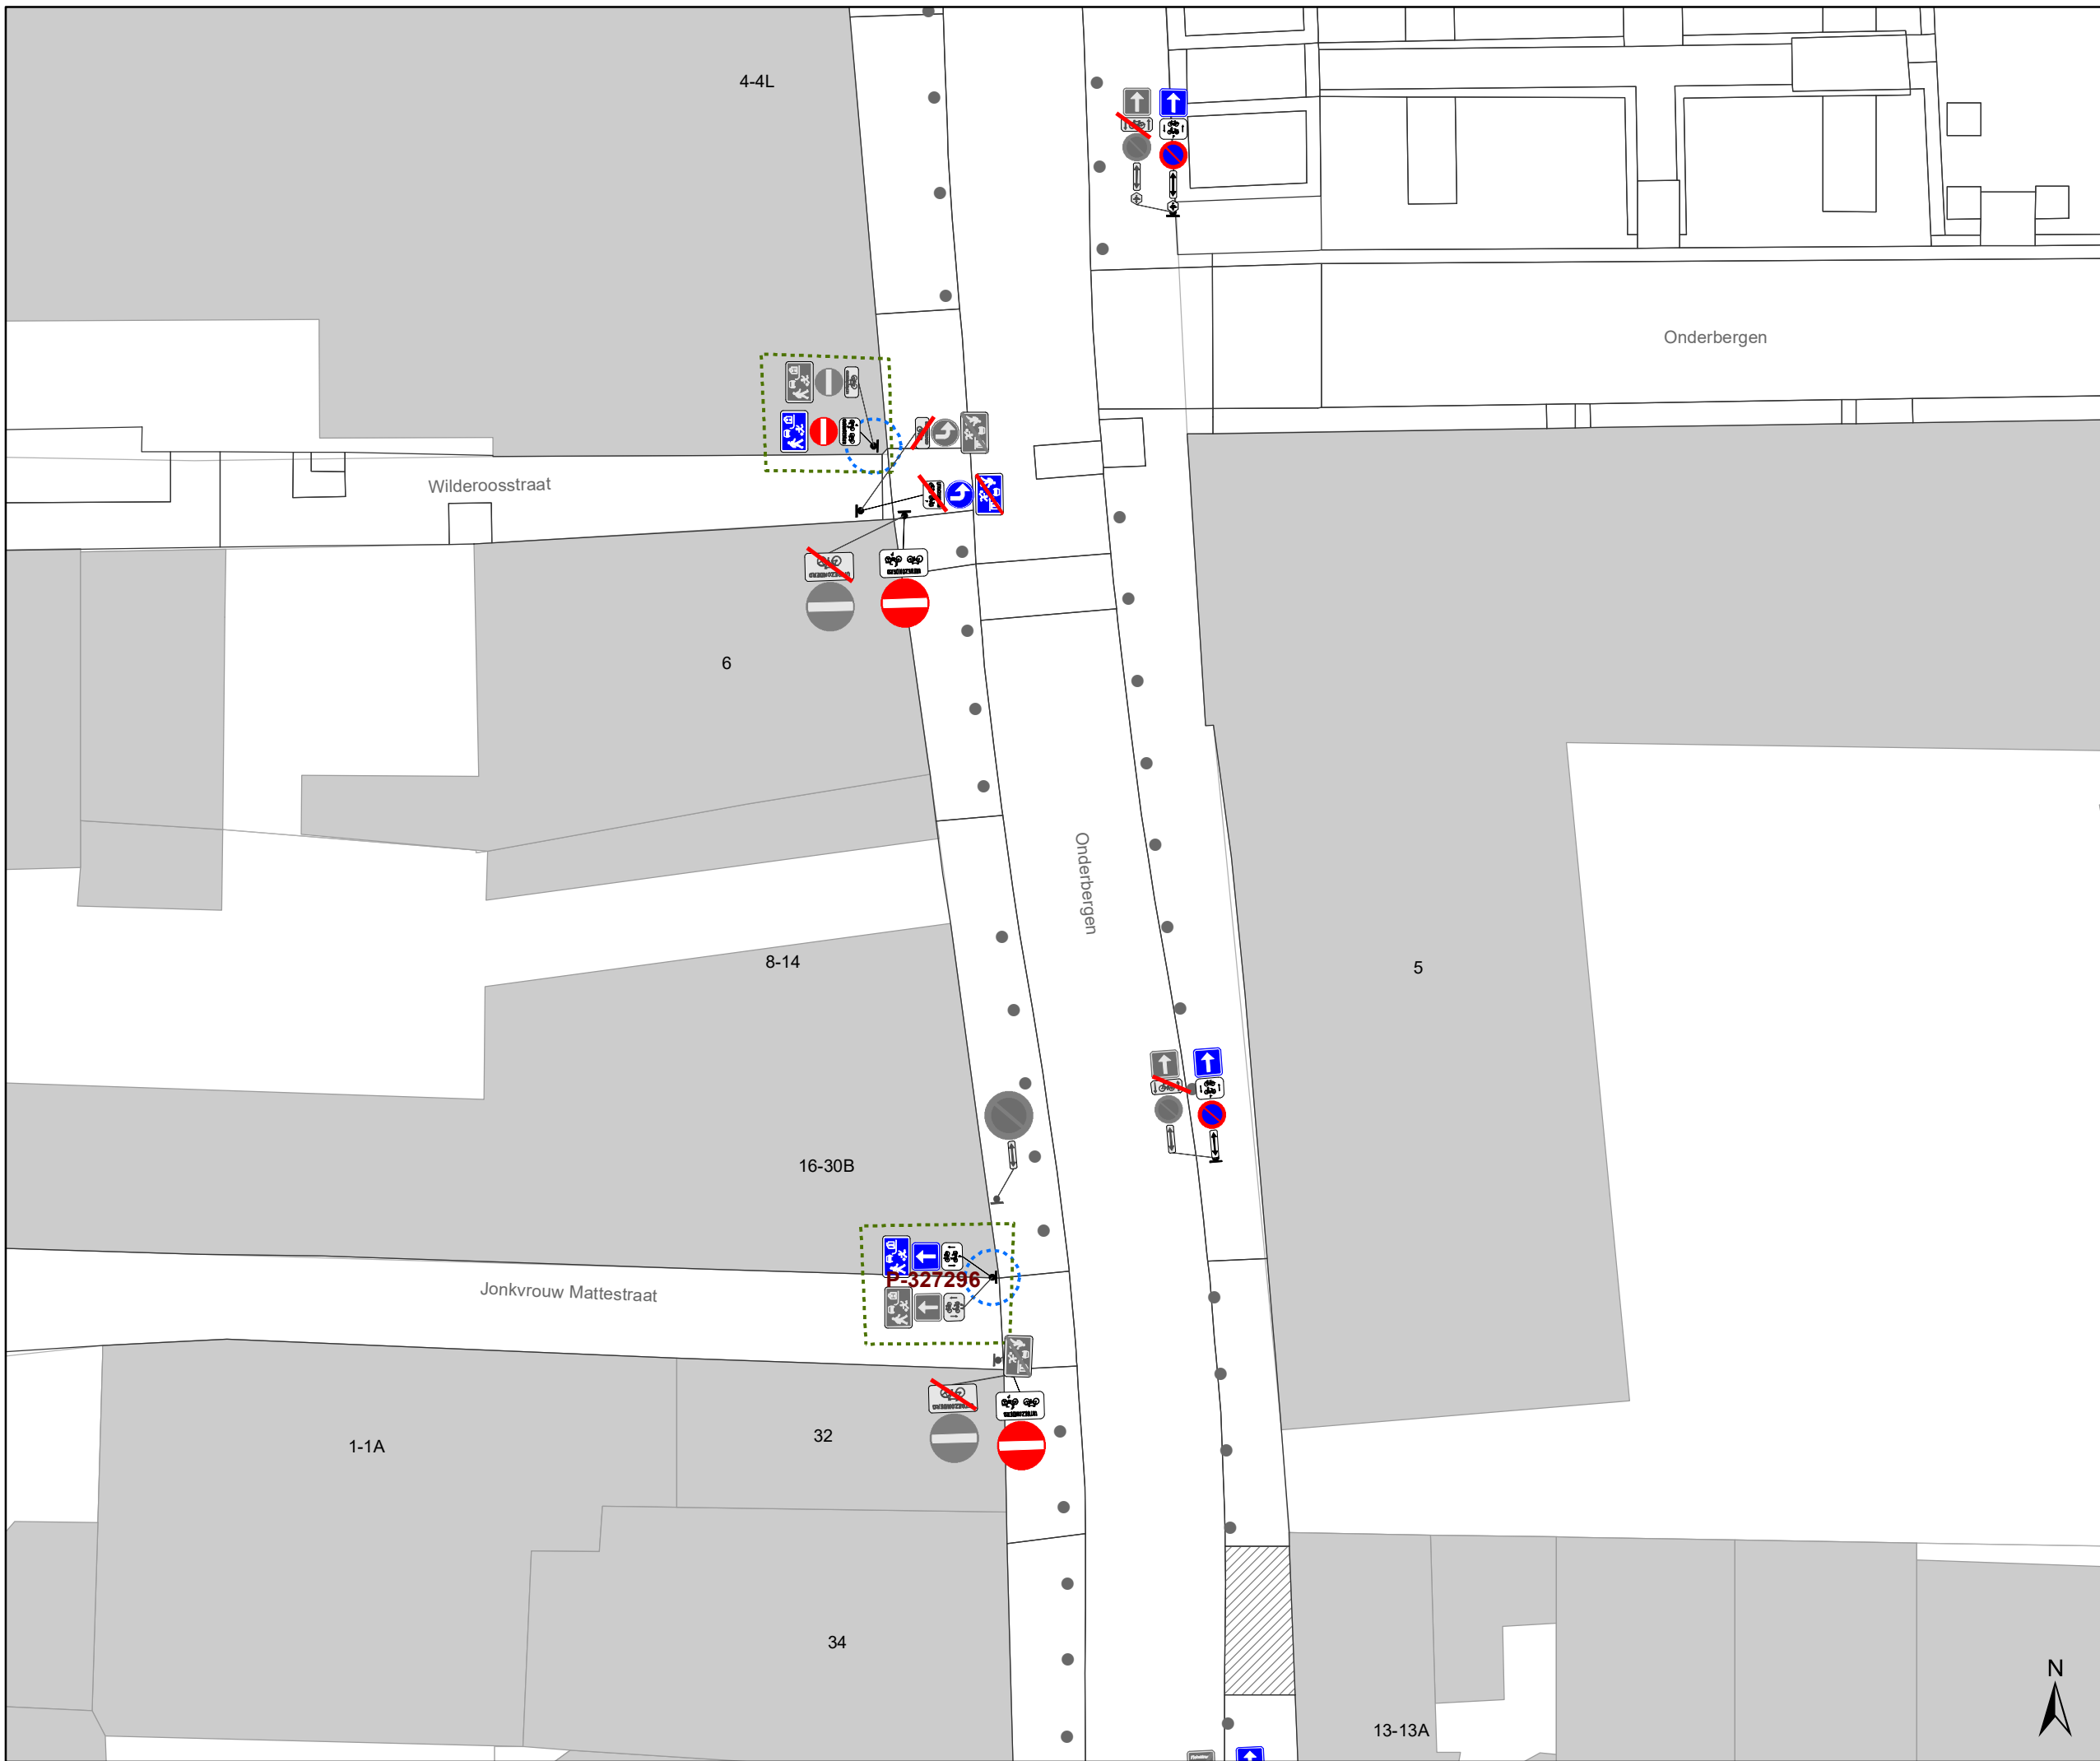 4-4L
Onderbergen
Wilderoosstraat
6
Onderbergen
8-14
5
16-30B
P-327296
Jonkvrouw Mattestraat
32
1-1A
34
N
13-13A